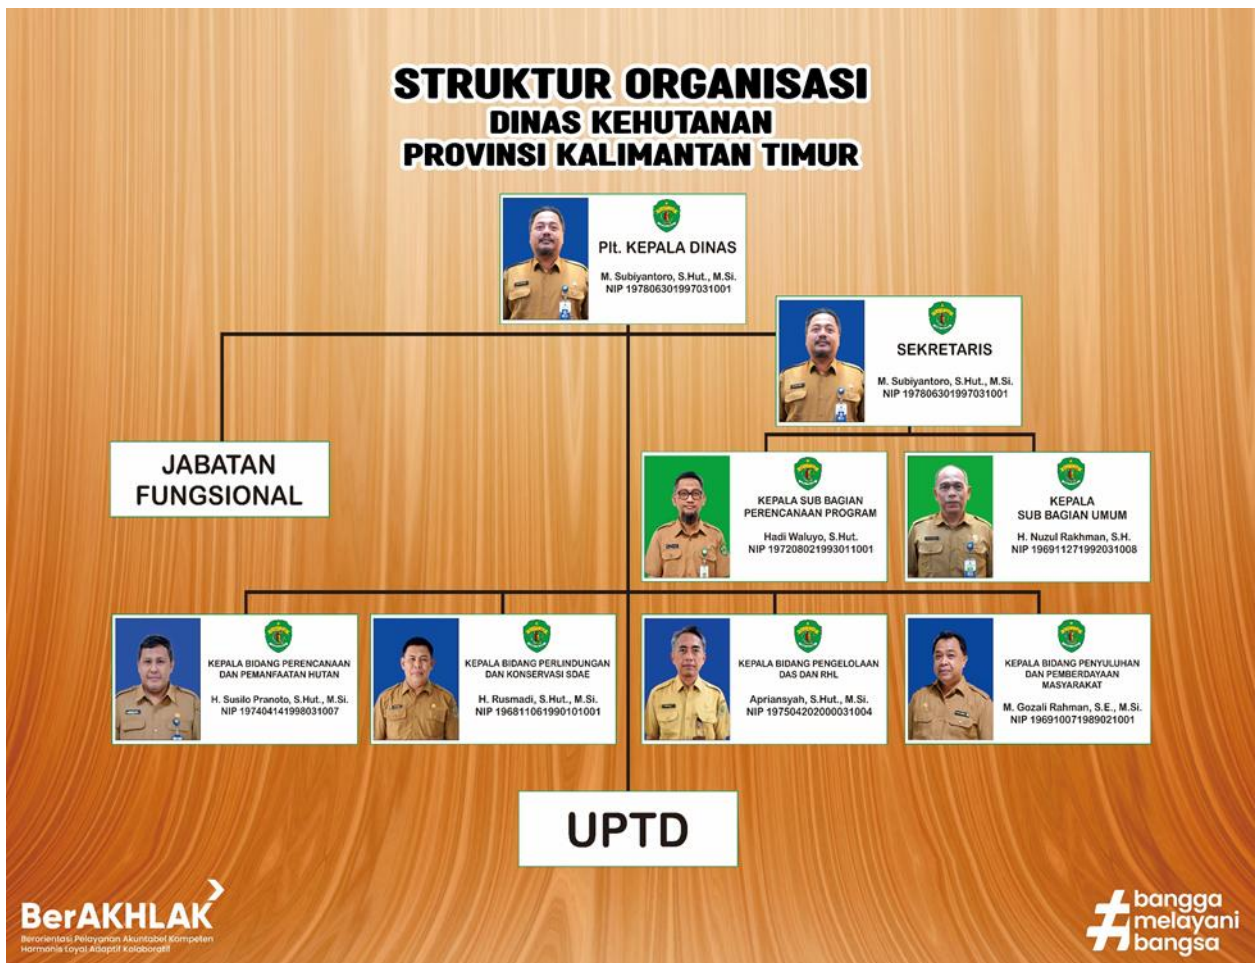 STRUKTUR ORGANISASI
DINAS KEHUTANAN
PROVINSI KALIMANTAN TIMUR
Plt. KEPALA DINAS
M. Subiyantoro, S.Hut., M.Si.
NIP 197806301997031001
SEKRETARIS
M. Subiyantoro, S.Hut., M.Si.
NIP 197806301997031001
JABATAN
FUNGSIONAL
KEPALA SUB BAGIAN
PERENCANAAN PROGRAM
Hadi Waluyo, S.Hut.
NIP 197208021993011001
KEPALA
SUB BAGIAN UMUM
H. Nuzul Rakhman, S.H.
NIP 196911271992031008
KEPALA BIDANG PERENCANAAN
DAN PEMANFAATAN HUTAN
H. Susilo Pranoto, S.Hut., M.Si.
NIP 197404141998031007
KEPALA BIDANG PERLINDUNGAN
DAN KONSERVASI SDAE
H. Rusmadi, S.Hut., M.Si.
NIP 196811061990101001
KEPALA BIDANG PENGELOLAAN
DAS DAN RHL
Apriansyah, S.Hut., M.Si.
NIP 197504202000031004
KEPALA BIDANG PENYULUHAN
DAN PEMBERDAYAAN
MASYARAKAT
M. Gozali Rahman, S.E., M.Si.
NIP 196910071989021001
UPTD
BerAKHLAK
Berorientasi Pelayanan Akuntabel Kompeten
Harmonis Loyal Adaptif Kolaboratif
#bangga
melayani
bangsa